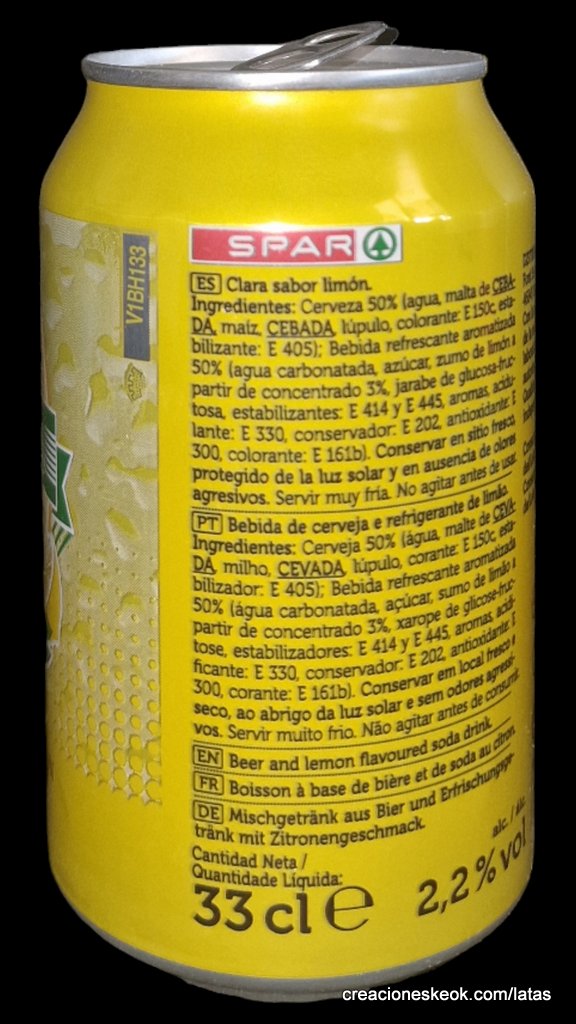 V1BH133
SPAR
ES Clara sabor limón.
Ingredientes: Cerveza 50% (agua, malta de CEBA-
DA, maíz, CEBADA, lúpulo, colorante: E 150c, esta-
bilizante: E 405); Bebida refrescante aromatizada
50% (agua carbonatada, azúcar, zumo de limón a
partir de concentrado 3%, jarabe de glucosa-fruc-
tosa, estabilizantes: E 414 y E 445, aromas, acidu-
lante: E 330, conservador: E 202, antioxidante: E
300, colorante: E 161b). Conservar en sitio fresco,
protegido de la luz solar y en ausencia de olores
agresivos. Servir muy fría. No agitar antes de usar.
PT Bebida de cerveja e refrigerante de limão.
Ingredientes: Cerveja 50% (água, malte de CEVA-
DA, milho, CEVADA, lúpulo, corante: E 150c, esta-
bilizador: E 405); Bebida refrescante aromatizada
50% (água carbonatada, açúcar, sumo de limão a
partir de concentrado 3%, xarope de glicose-fruc-
tose, estabilizadores: E 414 y E 445, aromas, acidi-
ficante: E 330, conservador: E 202, antioxidante: E
300, corante: E 161b). Conservar em local fresco e
seco, ao abrigo da luz solar e sem odores agressi-
vos. Servir muito frio. Não agitar antes de consumir.
EN Beer and lemon flavoured soda drink.
FR Boisson à base de bière et de soda au citron.
DE Mischgetränk aus Bier und Erfrischungsge-
tränk mit Zitronengeschmack.
Cantidad Neta /
Quantidade Líquida:
33 cl e
alc. / álc.
2,2 % vol
creacioneskeok.com/latas